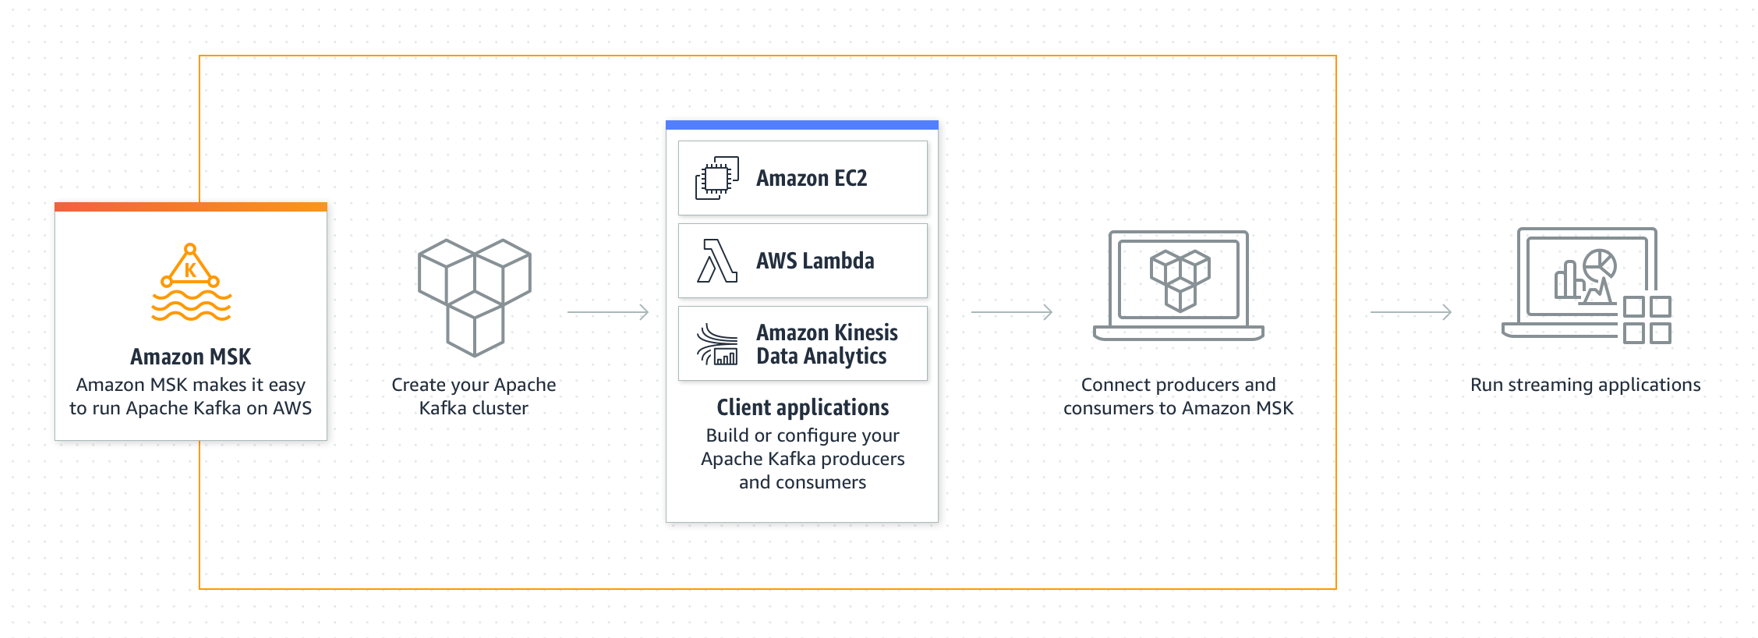 K
Amazon MSK
Amazon MSK makes it easy
to run Apache Kafka on AWS
Create your Apache
Kafka cluster
Amazon EC2
AWS Lambda
Amazon Kinesis
Data Analytics
Client applications
Build or configure your
Apache Kafka producers
and consumers
Connect producers and
consumers to Amazon MSK
Run streaming applications